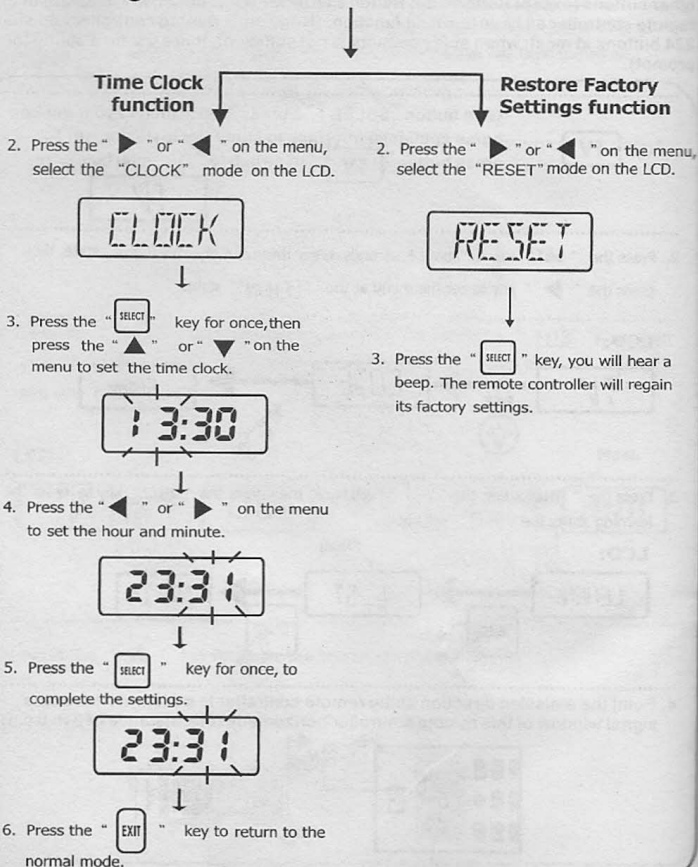 Time Clock
function
2. Press the “ ▶ ” or “ ◀ ” on the menu,
select the “CLOCK” mode on the LCD.
CLOCK
3. Press the “ SELECT ” key for once,then
press the “ ▲ ” or “ ▼ ” on the
menu to set the time clock.
13:30
4. Press the “ ◀ ” or “ ▶ ” on the menu
to set the hour and minute.
23:31
5. Press the “ SELECT ” key for once, to
complete the settings.
23:31
6. Press the “ EXIT ” key to return to the
normal mode.
Restore Factory
Settings function
2. Press the “ ▶ ” or “ ◀ ” on the menu,
select the “RESET” mode on the LCD.
RESET
3. Press the “ SELECT ” key, you will hear a
beep. The remote controller will regain
its factory settings.